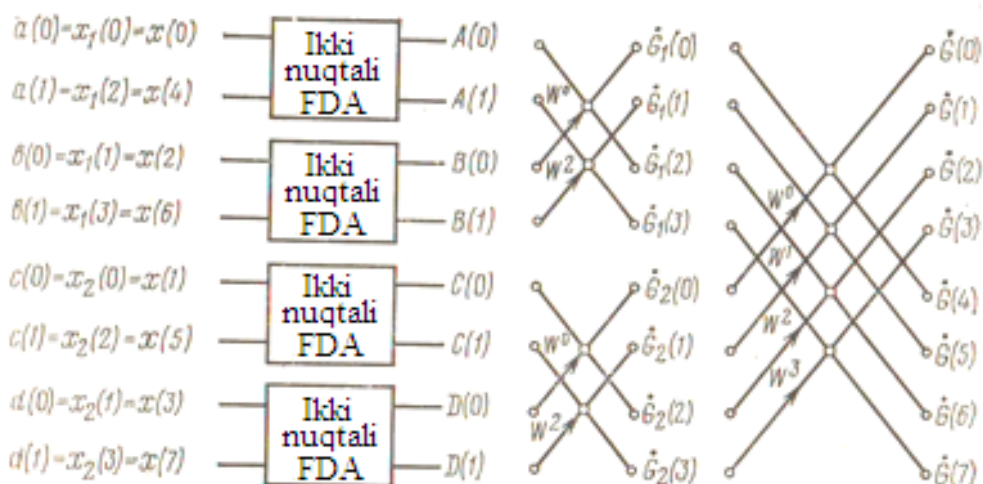 a(0)=x₁(0)=x(0)
a(1)=x₁(2)=x(4)
в(0)=x₁(1)=x(2)
в(1)=x₁(3)=x(6)
c(0)=x₂(0)=x(1)
c(1)=x₂(2)=x(5)
d(0)=x₂(1)=x(3)
d(1)=x₂(3)=x(7)
Ikki
nuqtali
FDA
Ikki
nuqtali
FDA
Ikki
nuqtali
FDA
Ikki
nuqtali
FDA
A(0)
A(1)
B(0)
B(1)
C(0)
C(1)
D(0)
D(1)
W⁰
W²
W⁰
W²
Ġ₁(0)
Ġ₁(1)
Ġ₁(2)
Ġ₁(3)
Ġ₂(0)
Ġ₂(1)
Ġ₂(2)
Ġ₂(3)
W⁰
W¹
W²
W³
Ġ(0)
Ġ(1)
Ġ(2)
Ġ(3)
Ġ(4)
Ġ(5)
Ġ(6)
Ġ(7)